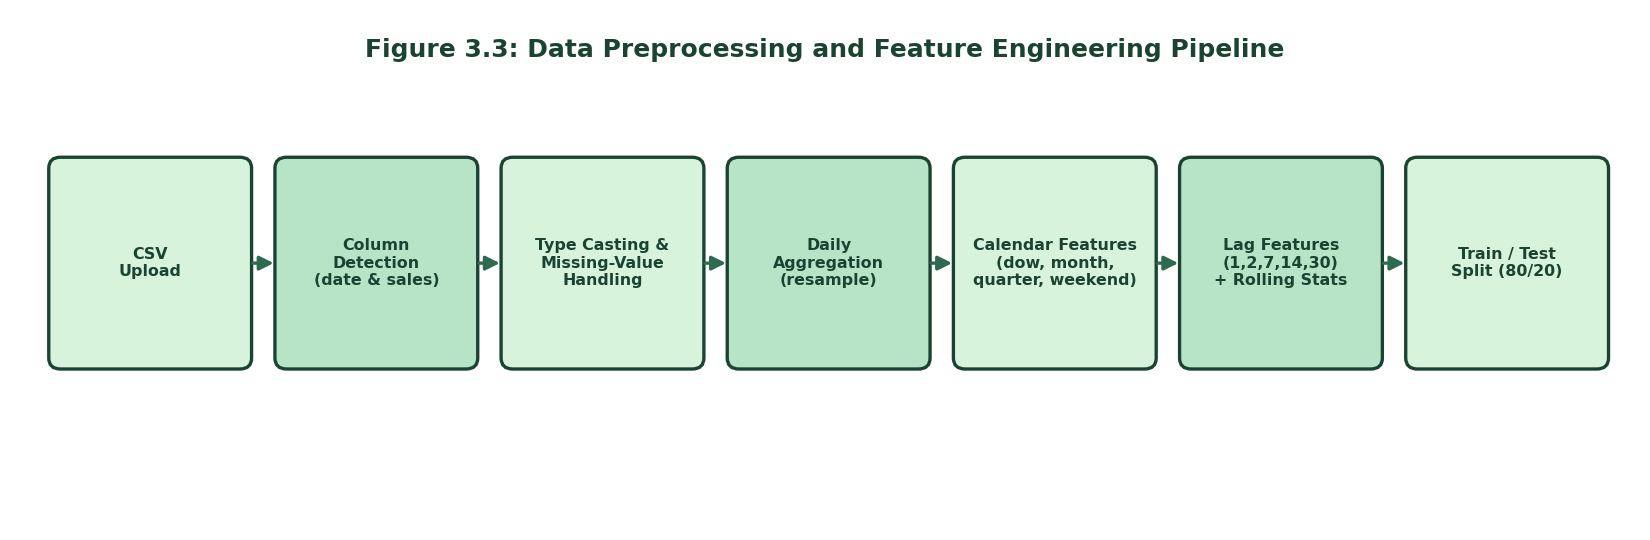 Figure 3.3: Data Preprocessing and Feature Engineering Pipeline
CSV
Upload
Column
Detection
(date & sales)
Type Casting &
Missing-Value
Handling
Daily
Aggregation
(resample)
Calendar Features
(dow, month,
quarter, weekend)
Lag Features
(1,2,7,14,30)
+ Rolling Stats
Train / Test
Split (80/20)